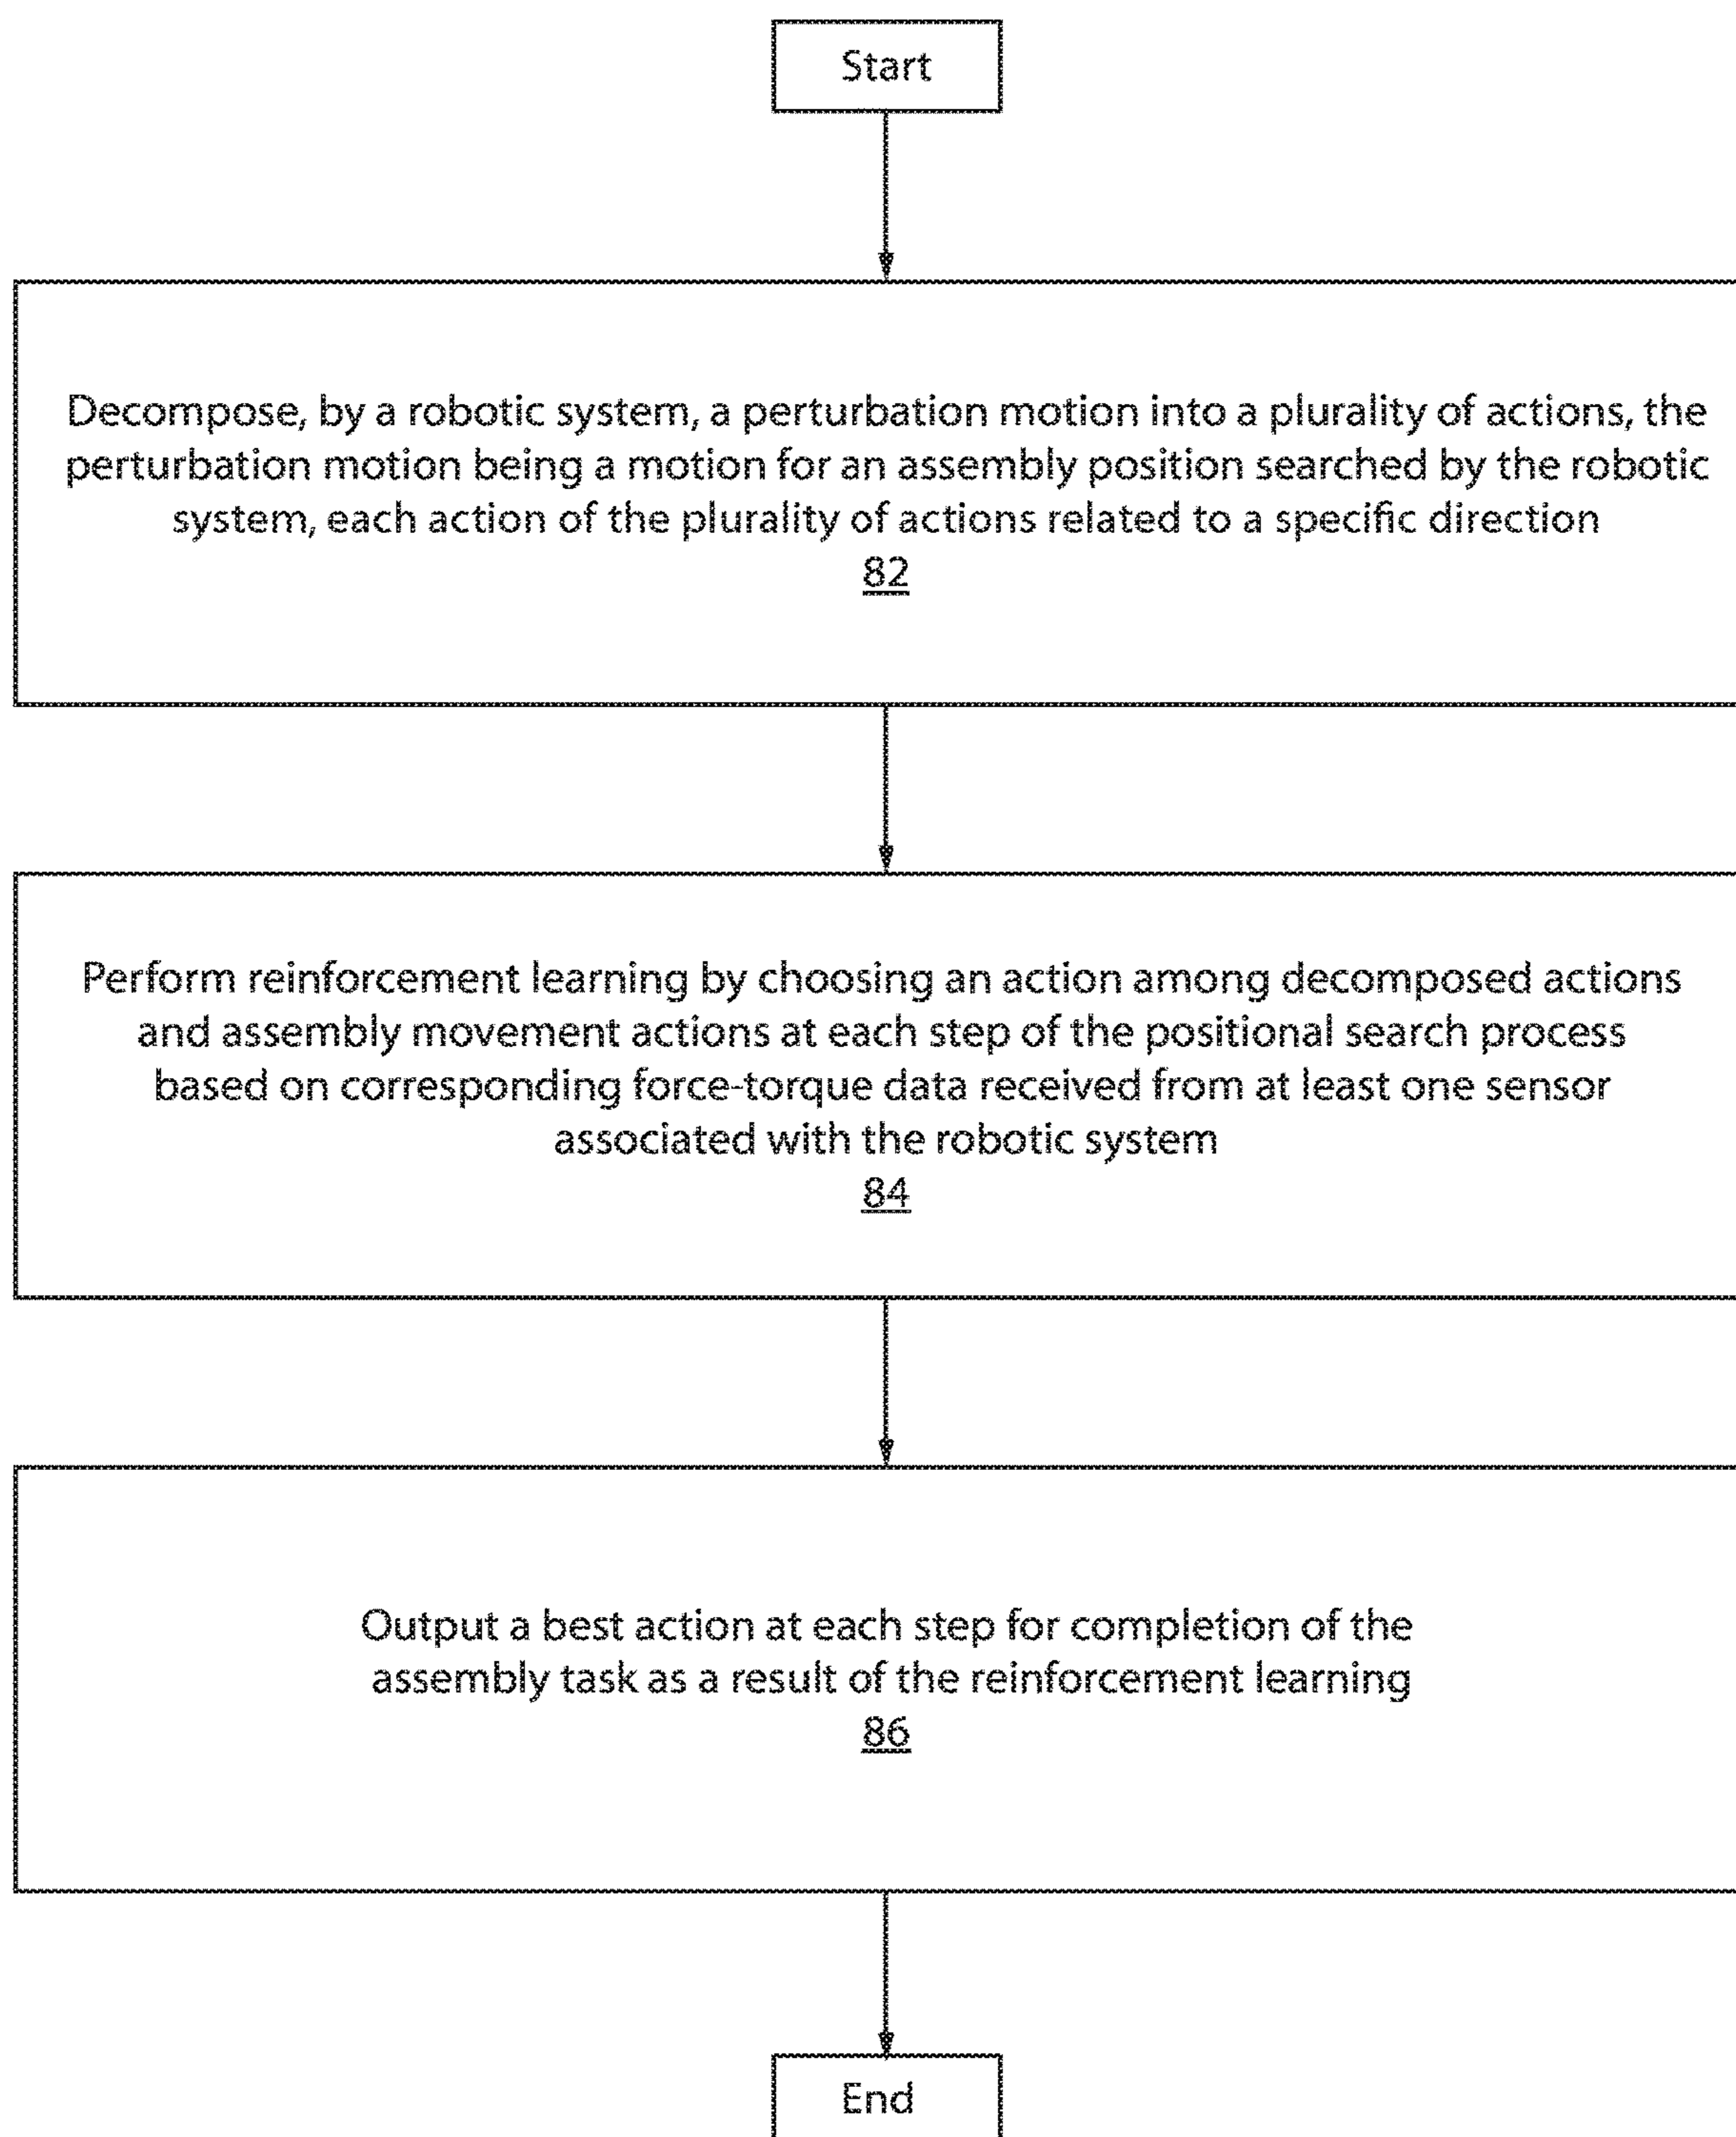 Start
Decompose, by a robotic system, a perturbation motion into a plurality of actions, the
perturbation motion being a motion for an assembly position searched by the robotic
system, each action of the plurality of actions related to a specific direction
82
Perform reinforcement learning by choosing an action among decomposed actions
and assembly movement actions at each step of the positional search process
based on corresponding force-torque data received from at least one sensor
associated with the robotic system
84
Output a best action at each step for completion of the
assembly task as a result of the reinforcement learning
86
End